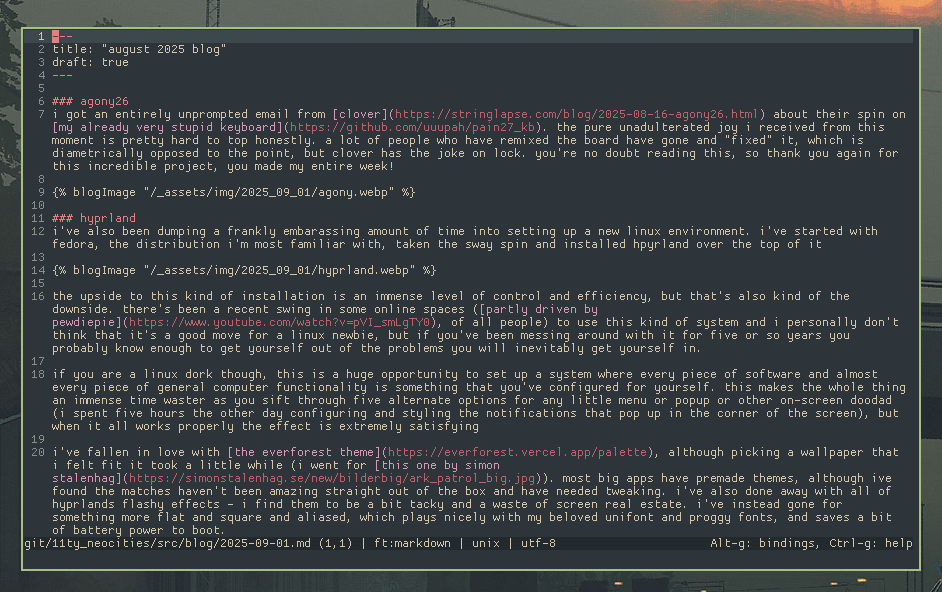 1 ---
2 title: "august 2025 blog"
3 draft: true
4 ---
5
6 ### agony26
7 i got an entirely unprompted email from [clover](https://stringlapse.com/blog/2025-08-16-agony26.html) about their spin on
[my already very stupid keyboard](https://github.com/uuupah/pain27_kb). the pure unadulterated joy i received from this
moment is pretty hard to top honestly. a lot of people who have remixed the board have gone and "fixed" it, which is
diametrically opposed to the point, but clover has the joke on lock. you're no doubt reading this, so thank you again for
this incredible project, you made my entire week!
8
9 {% blogImage "/_assets/img/2025_09_01/agony.webp" %}
10
11 ### hyprland
12 i've also been dumping a frankly embarassing amount of time into setting up a new linux environment. i've started with
fedora, the distribution i'm most familiar with, taken the sway spin and installed hpyrland over the top of it
13
14 {% blogImage "/_assets/img/2025_09_01/hyprland.webp" %}
15
16 the upside to this kind of installation is an immense level of control and efficiency, but that's also kind of the
downside. there's been a recent swing in some online spaces ([partly driven by
pewdiepie](https://www.youtube.com/watch?v=pVI_smLgTY0), of all people) to use this kind of system and i personally don't
think that it's a good move for a linux newbie, but if you've been messing around with it for five or so years you
probably know enough to get yourself out of the problems you will inevitably get yourself in.
17
18 if you are a linux dork though, this is a huge opportunity to set up a system where every piece of software and almost
every piece of general computer functionality is something that you've configured for yourself. this makes the whole thing
an immense time waster as you sift through five alternate options for any little menu or popup or other on-screen doodad
(i spent five hours the other day configuring and styling the notifications that pop up in the corner of the screen), but
when it all works properly the effect is extremely satisfying
19
20 i've fallen in love with [the everforest theme](https://everforest.vercel.app/palette), although picking a wallpaper that
i felt fit it took a little while (i went for [this one by simon
stalenhag](https://simonstalenhag.se/new/bilderbig/ark_patrol_big.jpg)). most big apps have premade themes, although ive
found the matches haven't been amazing straight out of the box and have needed tweaking. i've also done away with all of
hyprlands flashy effects - i find them to be a bit tacky and a waste of screen real estate. i've instead gone for
something more flat and square and aliased, which plays nicely with my beloved unifont and proggy fonts, and saves a bit
of battery power to boot.
git/11ty_neocities/src/blog/2025-09-01.md (1,1) | ft:markdown | unix | utf-8 Alt-g: bindings, Ctrl-g: help